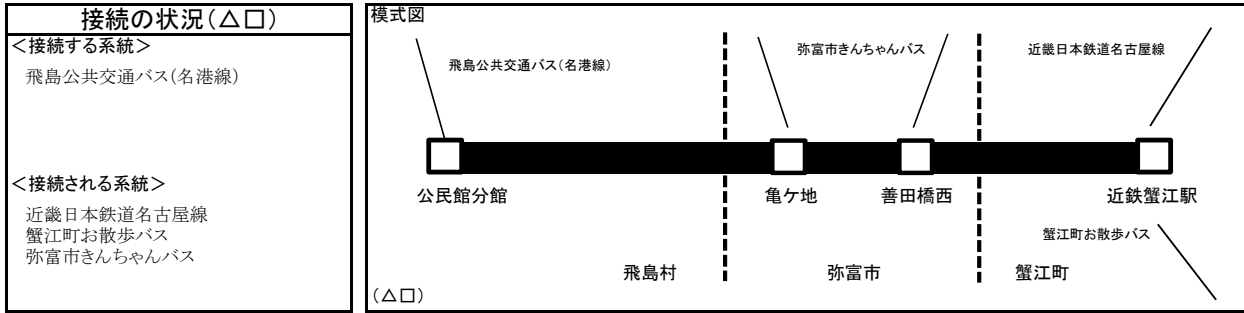 接続の状況(△□)
<接続する系統>
飛島公共交通バス(名港線)
<接続される系統>
近畿日本鉄道名古屋線
蟹江町お散歩バス
弥富市きんちゃんバス
模式図
飛島公共交通バス(名港線)
弥富市きんちゃんバス
近畿日本鉄道名古屋線
公民館分館
亀ケ地
善田橋西
近鉄蟹江駅
蟹江町お散歩バス
飛島村
弥富市
蟹江町
(△□)